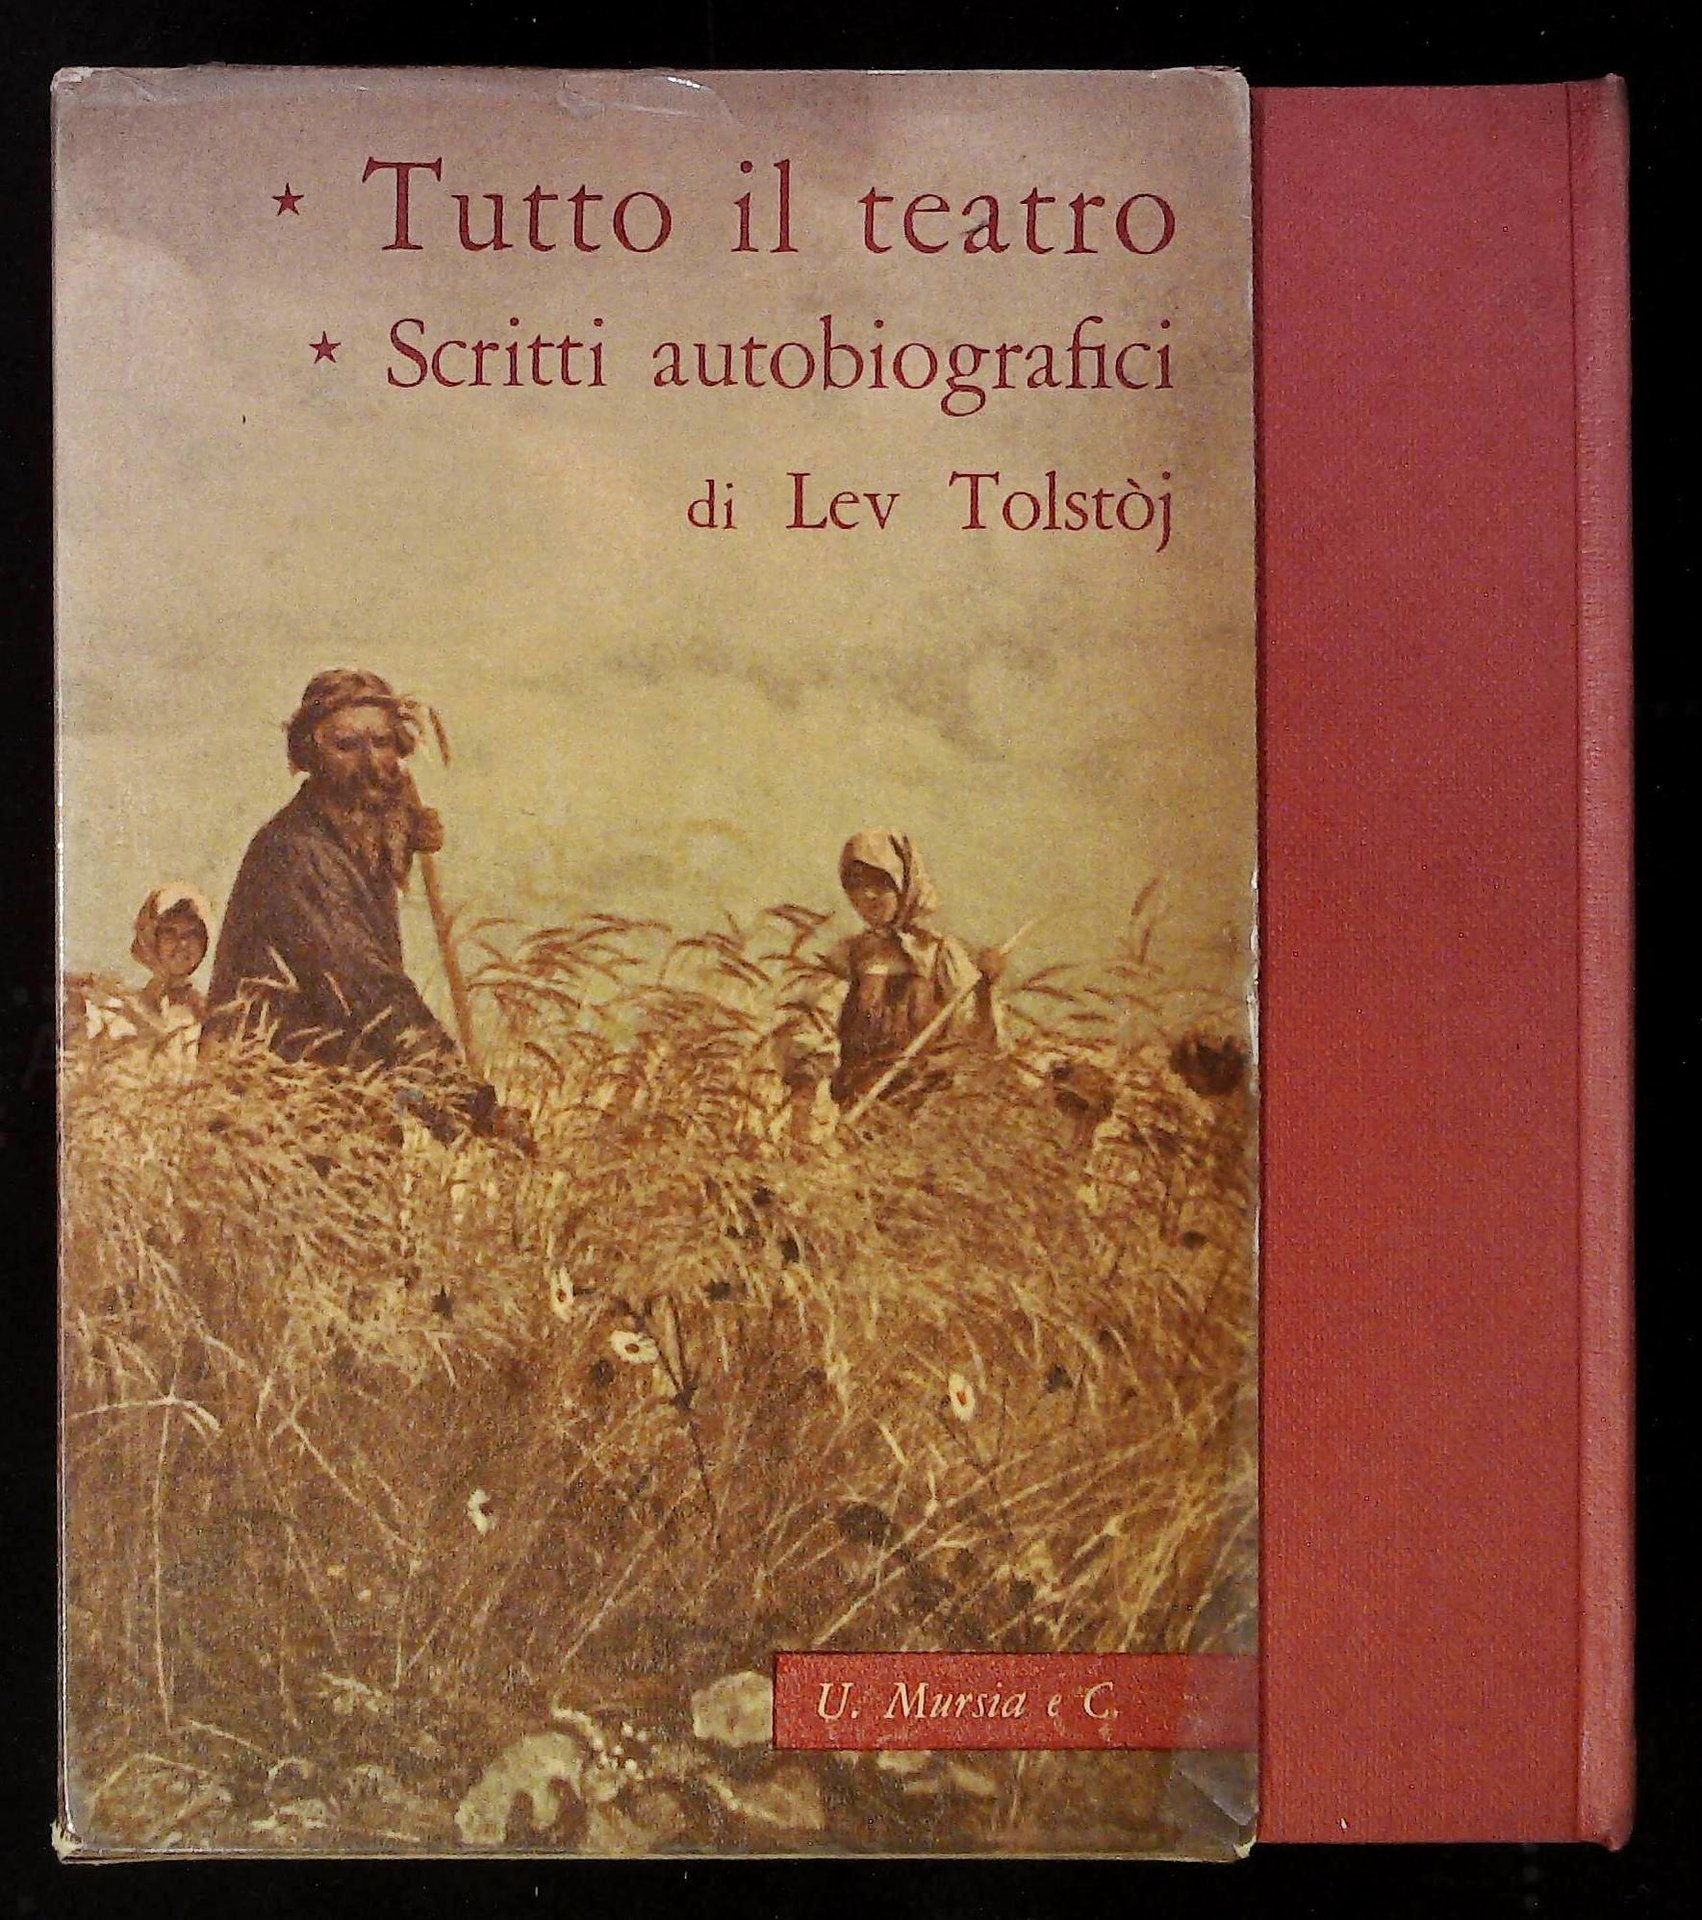 ★ Tutto il teatro
★ Scritti autobiografici
di Lev Tolstòj
U. Mursia e C.